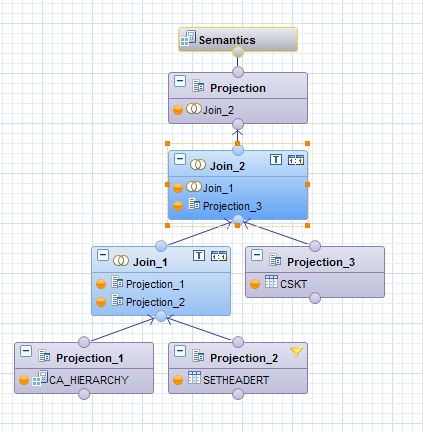 Semantics
Projection
Join_2
Join_2
T
Join_1
Projection_3
Join_1
T
Projection_1
Projection_2
Projection_3
CSKT
Projection_1
CA_HIERARCHY
Projection_2
SETHEADERT